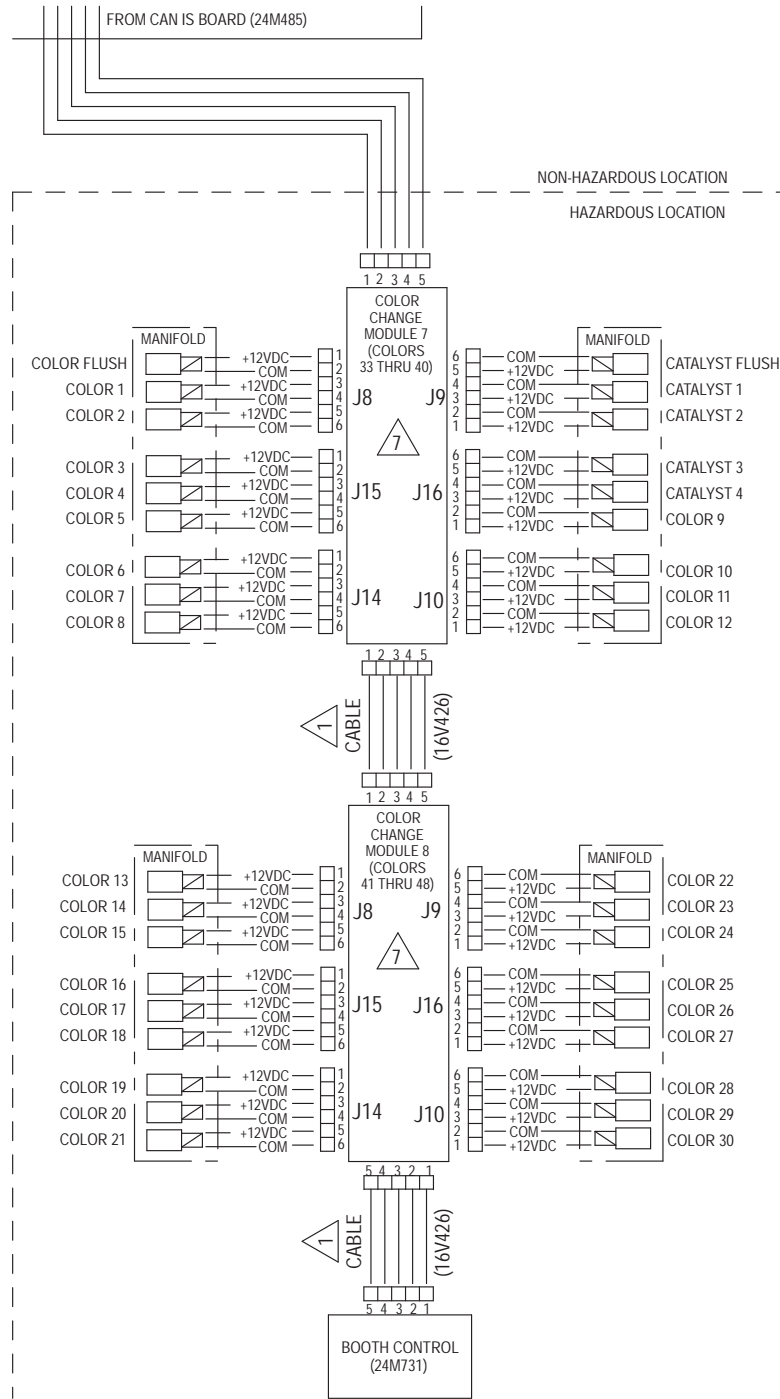 FROM CAN IS BOARD (24M485)
NON-HAZARDOUS LOCATION
HAZARDOUS LOCATION
1 2 3 4 5
COLOR
CHANGE
MODULE 7
(COLORS
33 THRU 40)
MANIFOLD
MANIFOLD
COLOR FLUSH +12VDC 1 6 COM CATALYST FLUSH
COM 2 5 +12VDC
COLOR 1 +12VDC 3 4 COM CATALYST 1
COM 4 J8 J9 3 +12VDC
COLOR 2 +12VDC 5 2 COM CATALYST 2
COM 6 1 +12VDC
7
COLOR 3 +12VDC 1 6 COM CATALYST 3
COM 2 5 +12VDC
COLOR 4 +12VDC 3 J15 J16 4 COM CATALYST 4
COM 4 3 +12VDC
COLOR 5 +12VDC 5 2 COM COLOR 9
COM 6 1 +12VDC
COLOR 6 +12VDC 1 6 COM COLOR 10
COM 2 5 +12VDC
COLOR 7 +12VDC 3 J14 J10 4 COM COLOR 11
COM 4 3 +12VDC
COLOR 8 +12VDC 5 2 COM COLOR 12
COM 6 1 +12VDC
1 2 3 4 5
1 CABLE (16V426)
1 2 3 4 5
COLOR
CHANGE
MODULE 8
(COLORS
41 THRU 48)
MANIFOLD
MANIFOLD
COLOR 13 +12VDC 1 6 COM COLOR 22
COM 2 5 +12VDC
COLOR 14 +12VDC 3 4 COM COLOR 23
COM 4 J8 J9 3 +12VDC
COLOR 15 +12VDC 5 2 COM COLOR 24
COM 6 1 +12VDC
7
COLOR 16 +12VDC 1 6 COM COLOR 25
COM 2 5 +12VDC
COLOR 17 +12VDC 3 J15 J16 4 COM COLOR 26
COM 4 3 +12VDC
COLOR 18 +12VDC 5 2 COM COLOR 27
COM 6 1 +12VDC
COLOR 19 +12VDC 1 6 COM COLOR 28
COM 2 5 +12VDC
COLOR 20 +12VDC 3 J14 J10 4 COM COLOR 29
COM 4 3 +12VDC
COLOR 21 +12VDC 5 2 COM COLOR 30
COM 6 1 +12VDC
5 4 3 2 1
1 CABLE (16V426)
5 4 3 2 1
BOOTH CONTROL
(24M731)